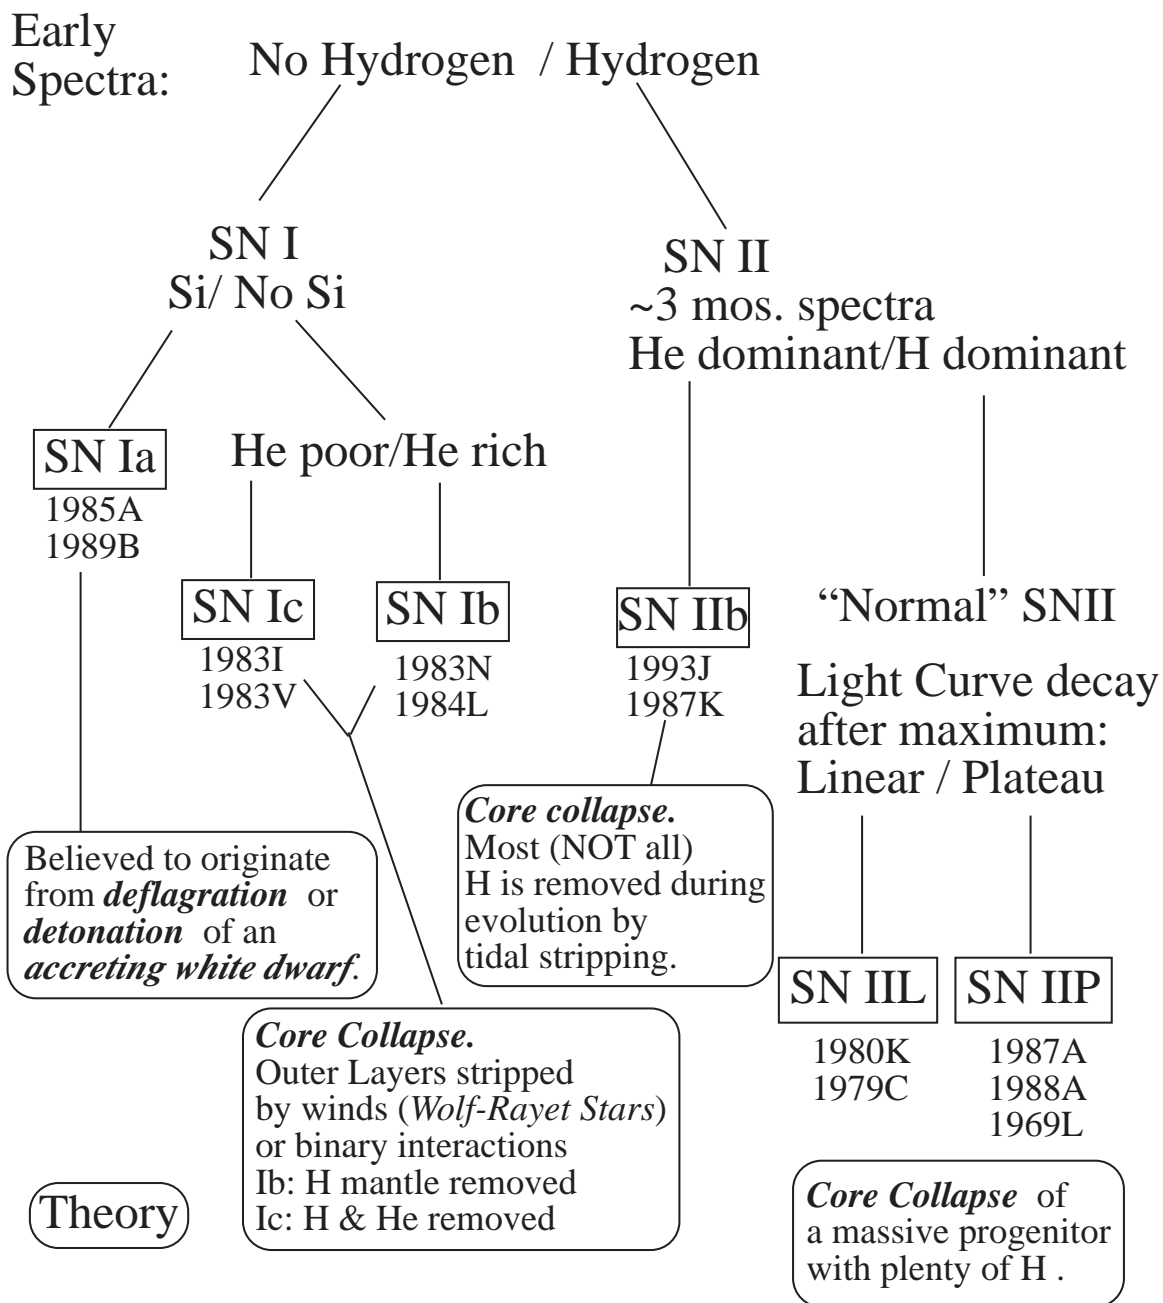 Early
Spectra:
No Hydrogen / Hydrogen
SN I
Si/ No Si
SN II
~3 mos. spectra
He dominant/H dominant
SN Ia
1985A
1989B
He poor/He rich
SN Ic
1983I
1983V
SN Ib
1983N
1984L
SN IIb
1993J
1987K
“Normal” SNII
Light Curve decay
after maximum:
Linear / Plateau
Believed to originate
from deflagration or
detonation of an
accreting white dwarf.
Core collapse.
Most (NOT all)
H is removed during
evolution by
tidal stripping.
SN IIL
1980K
1979C
SN IIP
1987A
1988A
1969L
Core Collapse.
Outer Layers stripped
by winds (Wolf-Rayet Stars)
or binary interactions
Ib: H mantle removed
Ic: H & He removed
Theory
Core Collapse of
a massive progenitor
with plenty of H .